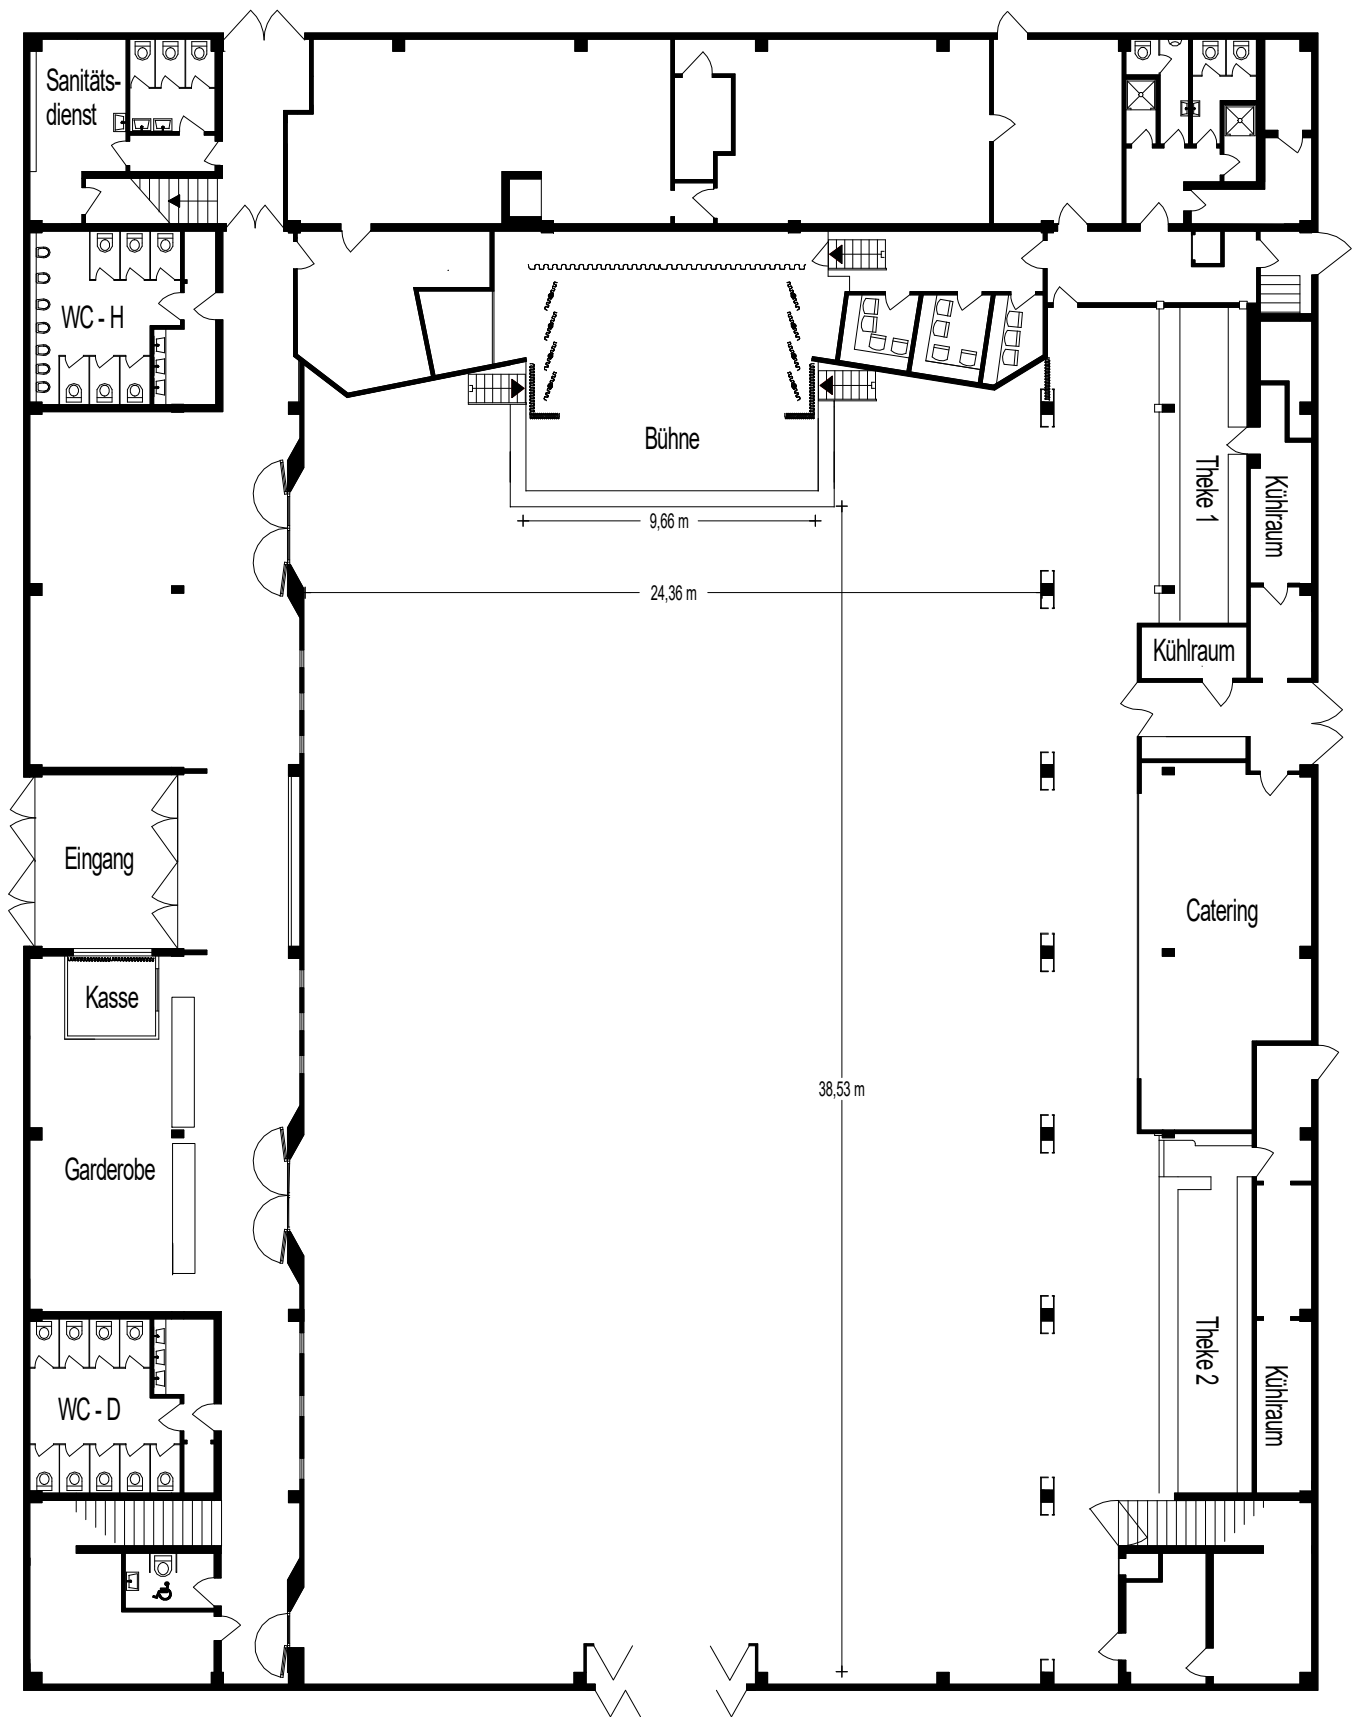 Sanitäts-
dienst
WC - H
Bühne
9,66 m
24,36 m
Theke 1
Kühlraum
Kühlraum
Eingang
Catering
Kasse
38,53 m
Garderobe
Theke 2
Kühlraum
WC - D